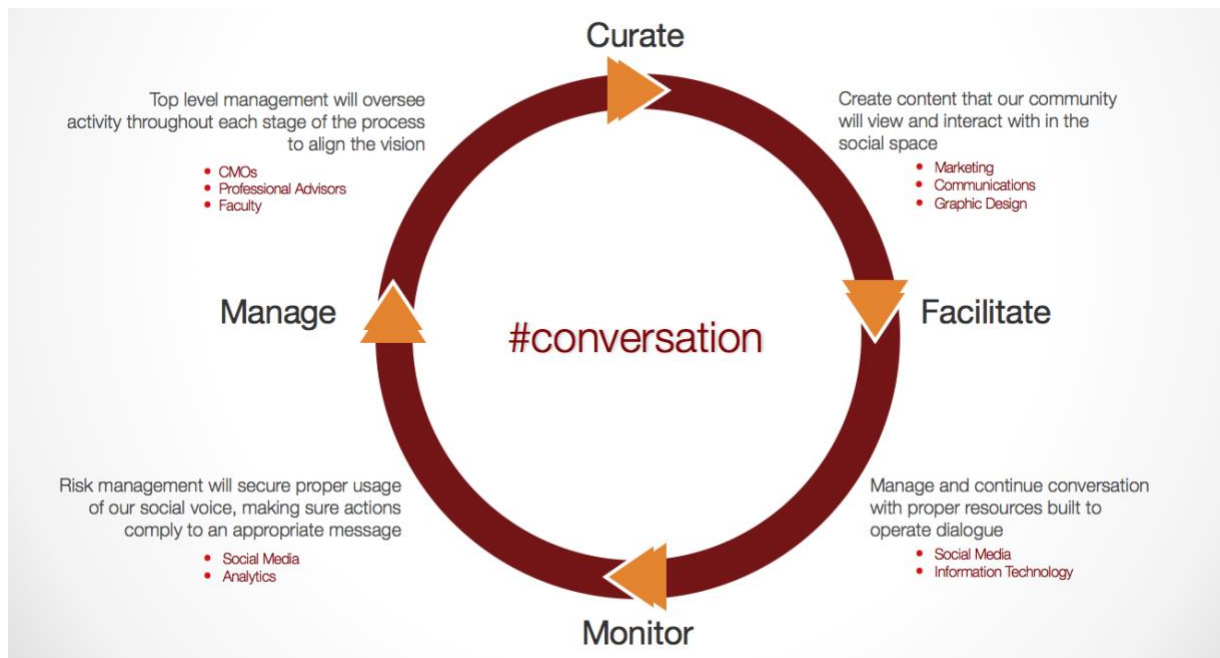 Curate
Top level management will oversee
activity throughout each stage of the process
to align the vision
• CMOs
• Professional Advisors
• Faculty
Create content that our community
will view and interact with in the
social space
• Marketing
• Communications
• Graphic Design
Manage
#conversation
Facilitate
Risk management will secure proper usage
of our social voice, making sure actions
comply to an appropriate message
• Social Media
• Analytics
Manage and continue conversation
with proper resources built to
operate dialogue
• Social Media
• Information Technology
Monitor